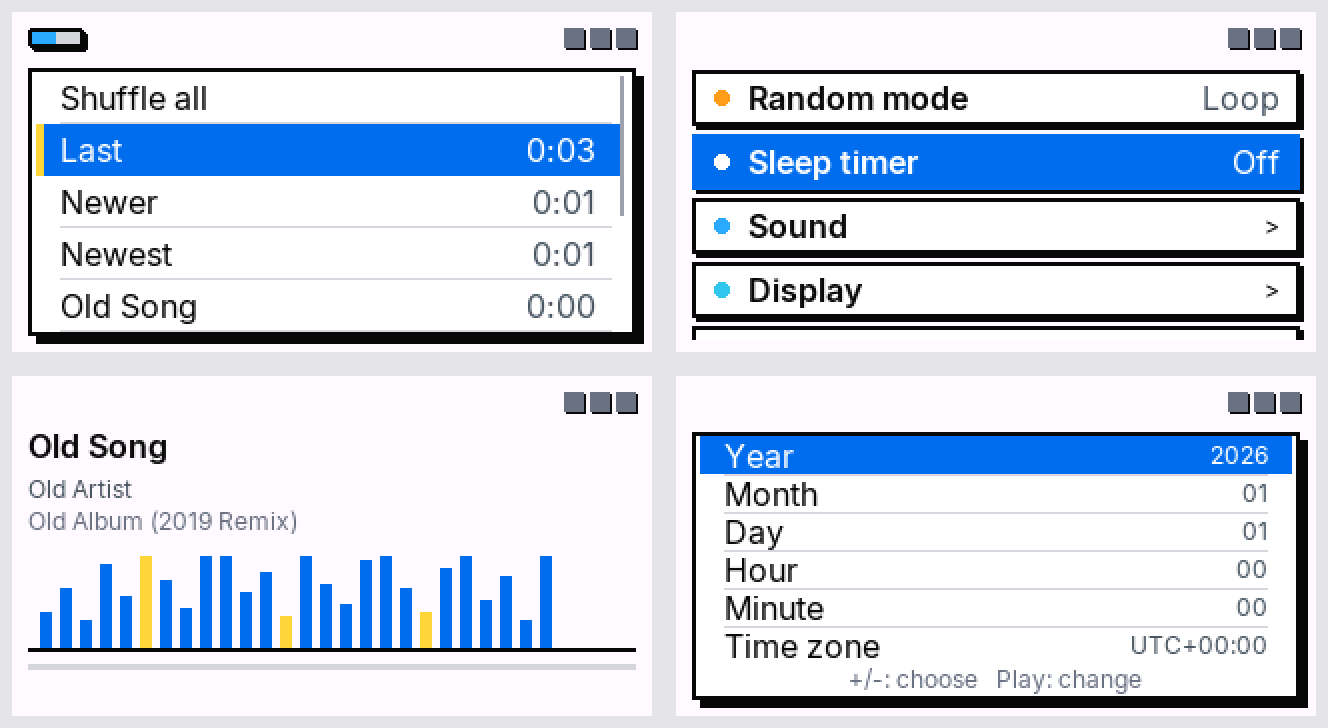 Shuffle all
Last 0:03
Newer 0:01
Newest 0:01
Old Song 0:00
Random mode Loop
Sleep timer Off
Sound >
Display >
Old Song
Old Artist
Old Album (2019 Remix)
Year 2026
Month 01
Day 01
Hour 00
Minute 00
Time zone UTC+00:00
+/-: choose Play: change